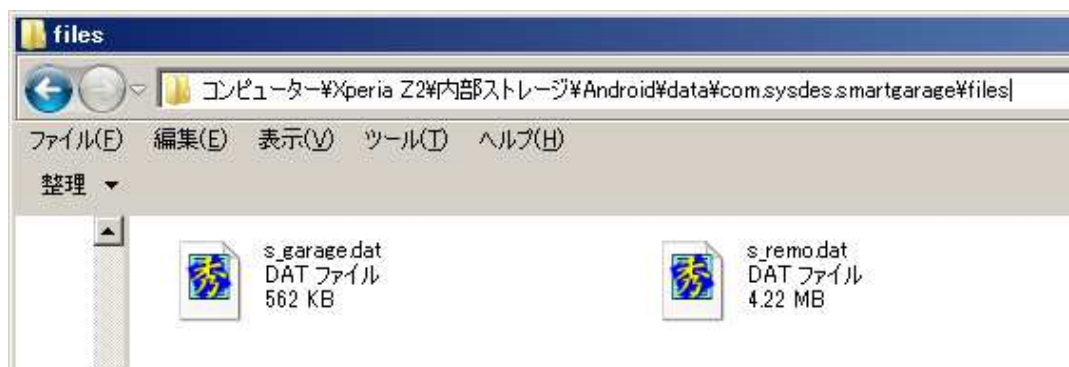 files
コンピューター¥Xperia Z2¥内部ストレージ¥Android¥data¥com.sysdes.smartgarage¥files
ファイル(F) 編集(E) 表示(V) ツール(T) ヘルプ(H)
整理
秀 s_garage.dat
DAT ファイル
562 KB
秀 s_remo.dat
DAT ファイル
4.22 MB